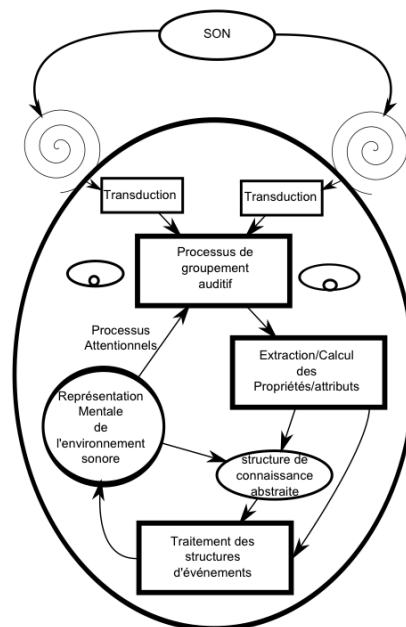 SON
Transduction
Transduction
Processus de
groupement
auditif
Processus
Attentionnels
Extraction/Calcul
des
Propriétés/attributs
Représentation
Mentale
de
l'environnement
sonore
structure de
connaissance
abstraite
Traitement des
structures
d'événements